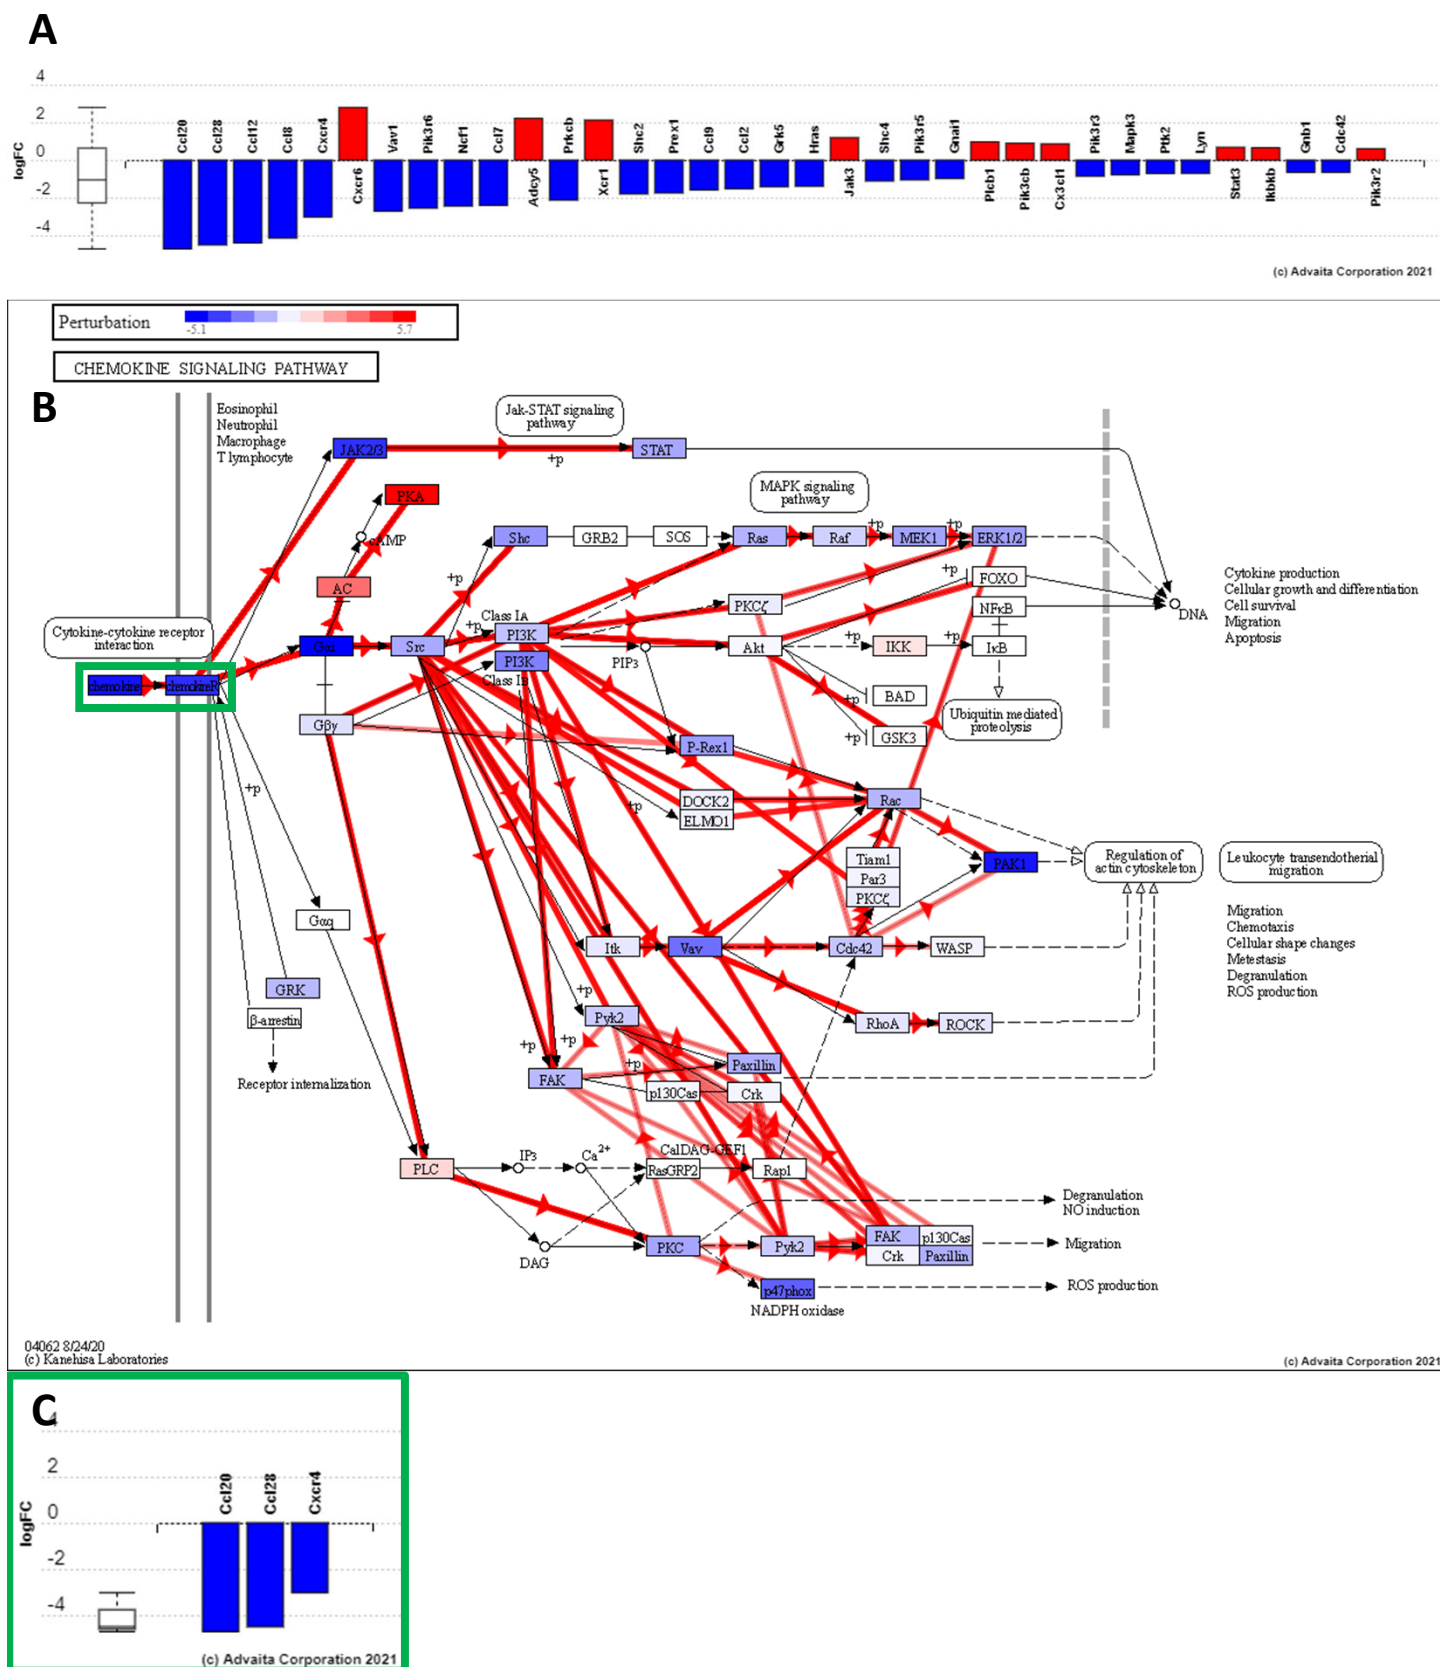 A
4
2
0
-2
-4
logFC
Ccl20
Ccl28
Ccl12
Ccl8
Cxcr4
Cxcr6
Vav1
Pik3r6
Ncf1
Ccl7
Adcy5
Prkcb
Xcr1
Shc2
Prex1
Ccl9
Ccl2
Grk5
Hras
Jak3
Shc4
Pik3r5
Gnai1
Plcb1
Pik3cb
Cx3cl1
Pik3r3
Mapk3
Ptk2
Lyn
Stat3
Ikbkb
Gnb1
Cdc42
Pik3r2
(c) Advaita Corporation 2021
Perturbation
-5.1
5.7
CHEMOKINE SIGNALING PATHWAY
B
Eosinophil
Neutrophil
Macrophage
T lymphocyte
Jak-STAT signaling
pathway
JAK2/3
+p
STAT
PKA
cAMP
AC
MAPK signaling
pathway
Shc
GRB2
SOS
Ras
Raf
+p
MEK1
+p
ERK1/2
+p
+p
FOXO
PKCζ
NFκB
DNA
Cytokine production
Cellular growth and differentiation
Cell survival
Migration
Apoptosis
Cytokine-cytokine receptor
interaction
Gαi
Src
+p
Class IA
PI3K
PI3K
Class IB
PIP3
Akt
+p
IKK
+p
IκB
chemokine
chemokineR
+p
BAD
Ubiquitin mediated
proteolysis
Gβγ
+p
GSK3
P-Rex1
+p
+p
DOCK2
ELMO1
Rac
Tiam1
Par3
PKCζ
PAK1
Regulation of
actin cytoskeleton
Leukocyte transendotherial
migration
Gαq
Itk
Vav
Cdc42
WASP
Migration
Chemotaxis
Cellular shape changes
Metestasis
Degranulation
ROS production
GRK
β-arrestin
+p
Pyk2
RhoA
ROCK
+p
+p
+p
FAK
Paxillin
p130Cas
Crk
Receptor internalization
PLC
IP3
Ca2+
CalDAG-GEF1
RasGRP2
Rap1
Degranulation
NO induction
DAG
PKC
Pyk2
FAK
p130Cas
Crk
Paxillin
Migration
p47phox
NADPH oxidase
ROS production
04062 8/24/20
(c) Kanehisa Laboratories
(c) Advaita Corporation 2021
C
4
2
0
-2
-4
logFC
Ccl20
Ccl28
Cxcr4
(c) Advaita Corporation 2021